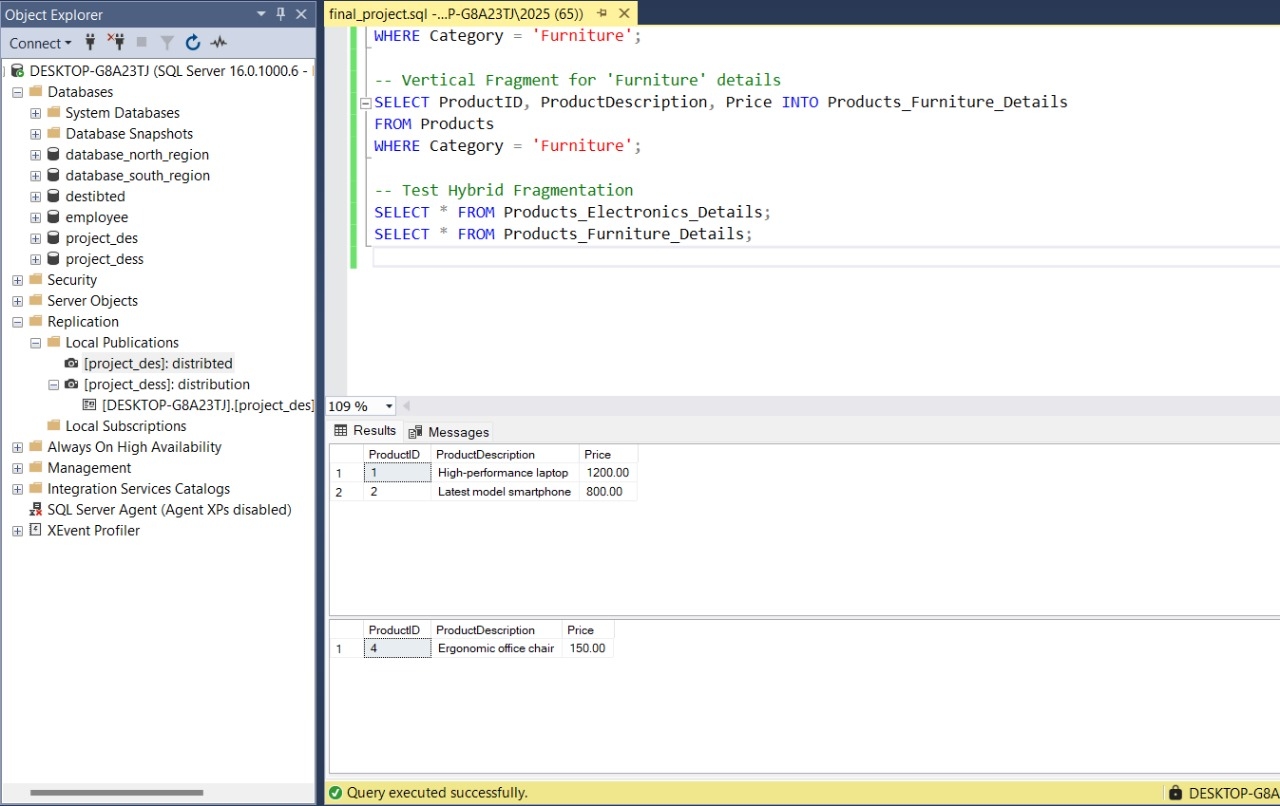 Object Explorer
Connect
DESKTOP-G8A23TJ (SQL Server 16.0.1000.6 -
Databases
System Databases
Database Snapshots
database_north_region
database_south_region
destibted
employee
project_des
project_dess
Security
Server Objects
Replication
Local Publications
[project_des]: distribted
[project_dess]: distribution
[DESKTOP-G8A23TJ].[project_des]
Local Subscriptions
Always On High Availability
Management
Integration Services Catalogs
SQL Server Agent (Agent XPs disabled)
XEvent Profiler
final_project.sql -...P-G8A23TJ\2025 (65))
WHERE Category = 'Furniture';
-- Vertical Fragment for 'Furniture' details
SELECT ProductID, ProductDescription, Price INTO Products_Furniture_Details
FROM Products
WHERE Category = 'Furniture';
-- Test Hybrid Fragmentation
SELECT * FROM Products_Electronics_Details;
SELECT * FROM Products_Furniture_Details;
109 %
Results Messages
ProductID ProductDescription Price
1 1 High-performance laptop 1200.00
2 2 Latest model smartphone 800.00
ProductID ProductDescription Price
1 4 Ergonomic office chair 150.00
Query executed successfully.
DESKTOP-G8A